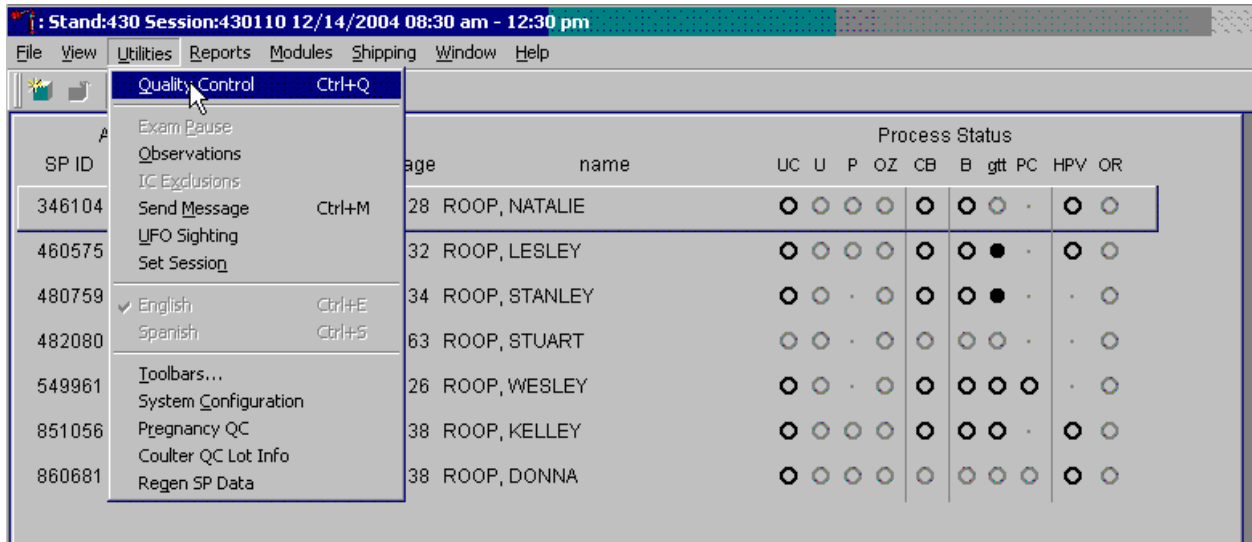 : Stand:430 Session:430110 12/14/2004 08:30 am - 12:30 pm
File View Utilities Reports Modules Shipping Window Help
Quality Control Ctrl+Q
Exam Pause
Observations
IC Exclusions
Send Message Ctrl+M
UFO Sighting
Set Session
English Ctrl+E
Spanish Ctrl+S
Toolbars...
System Configuration
Pregnancy QC
Coulter QC Lot Info
Regen SP Data
A Process Status
SP ID age name UC U P OZ CB B gtt PC HPV OR
346104 28 ROOP, NATALIE
460575 32 ROOP, LESLEY
480759 34 ROOP, STANLEY
482080 63 ROOP, STUART
549961 26 ROOP, WESLEY
851056 38 ROOP, KELLEY
860681 38 ROOP, DONNA